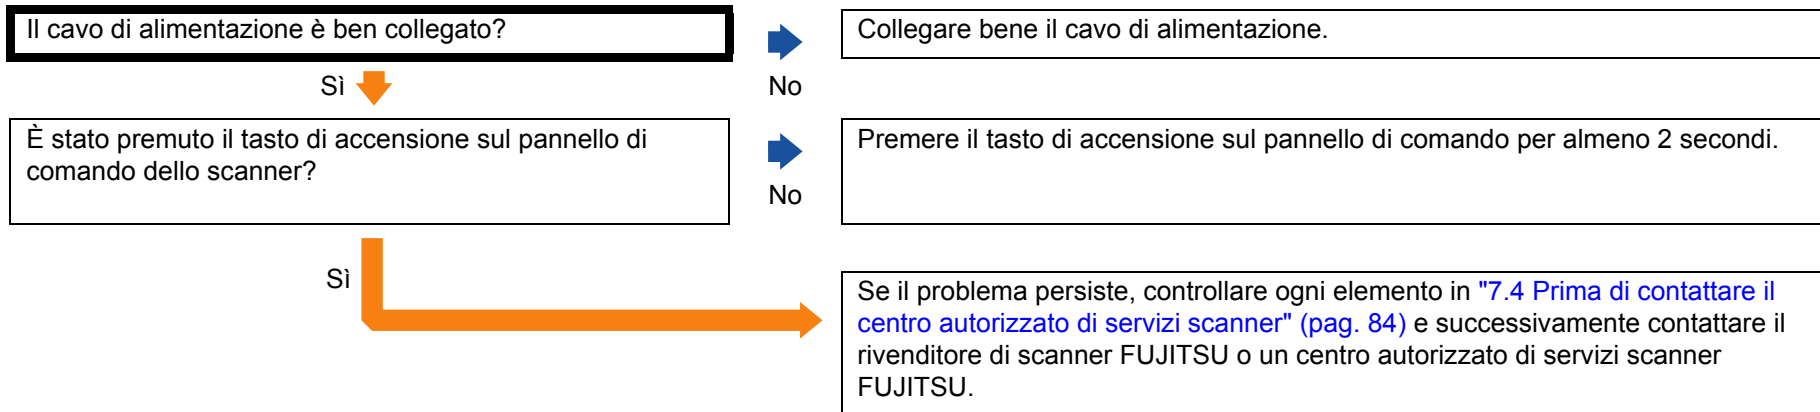 Il cavo di alimentazione è ben collegato?
Collegare bene il cavo di alimentazione.
Sì
No
È stato premuto il tasto di accensione sul pannello di
comando dello scanner?
Premere il tasto di accensione sul pannello di comando per almeno 2 secondi.
No
Sì
Se il problema persiste, controllare ogni elemento in "7.4 Prima di contattare il
centro autorizzato di servizi scanner" (pag. 84) e successivamente contattare il
rivenditore di scanner FUJITSU o un centro autorizzato di servizi scanner
FUJITSU.